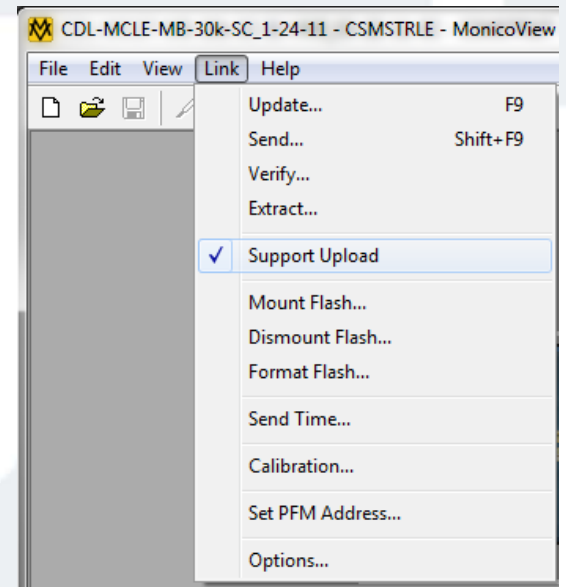 CDL-MCLE-MB-30k-SC_1-24-11 - CSMSTRLE - MonicoView
File Edit View Link Help
Update... F9
Send... Shift+F9
Verify...
Extract...
Support Upload
Mount Flash...
Dismount Flash...
Format Flash...
Send Time...
Calibration...
Set PFM Address...
Options...